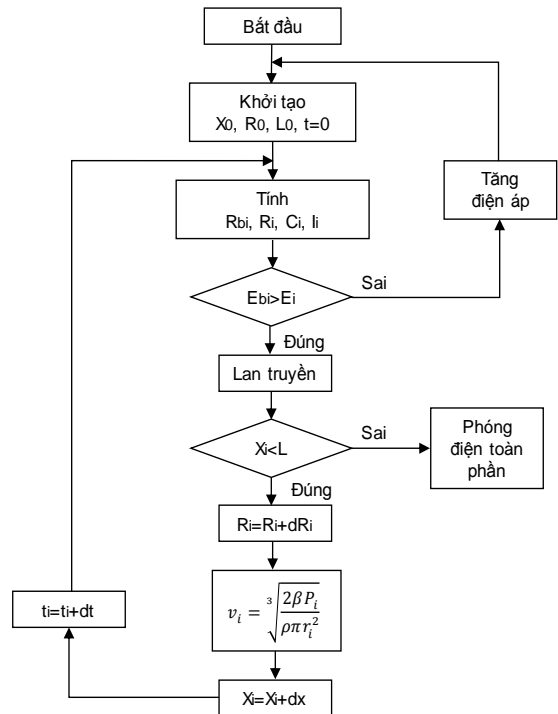 Bắt đầu
Khởi tạo
X0, R0, L0, t=0
Tính
Rbi, Ri, Ci, Ii
Tăng
điện áp
Ebi>Ei
Sai
Đúng
Lan truyền
Xi<L
Sai
Phóng
điện toàn
phần
Đúng
Ri=Ri+dRi
vᵢ = ∛(2βPᵢ/ρπrᵢ²)
ti=ti+dt
Xi=Xi+dx